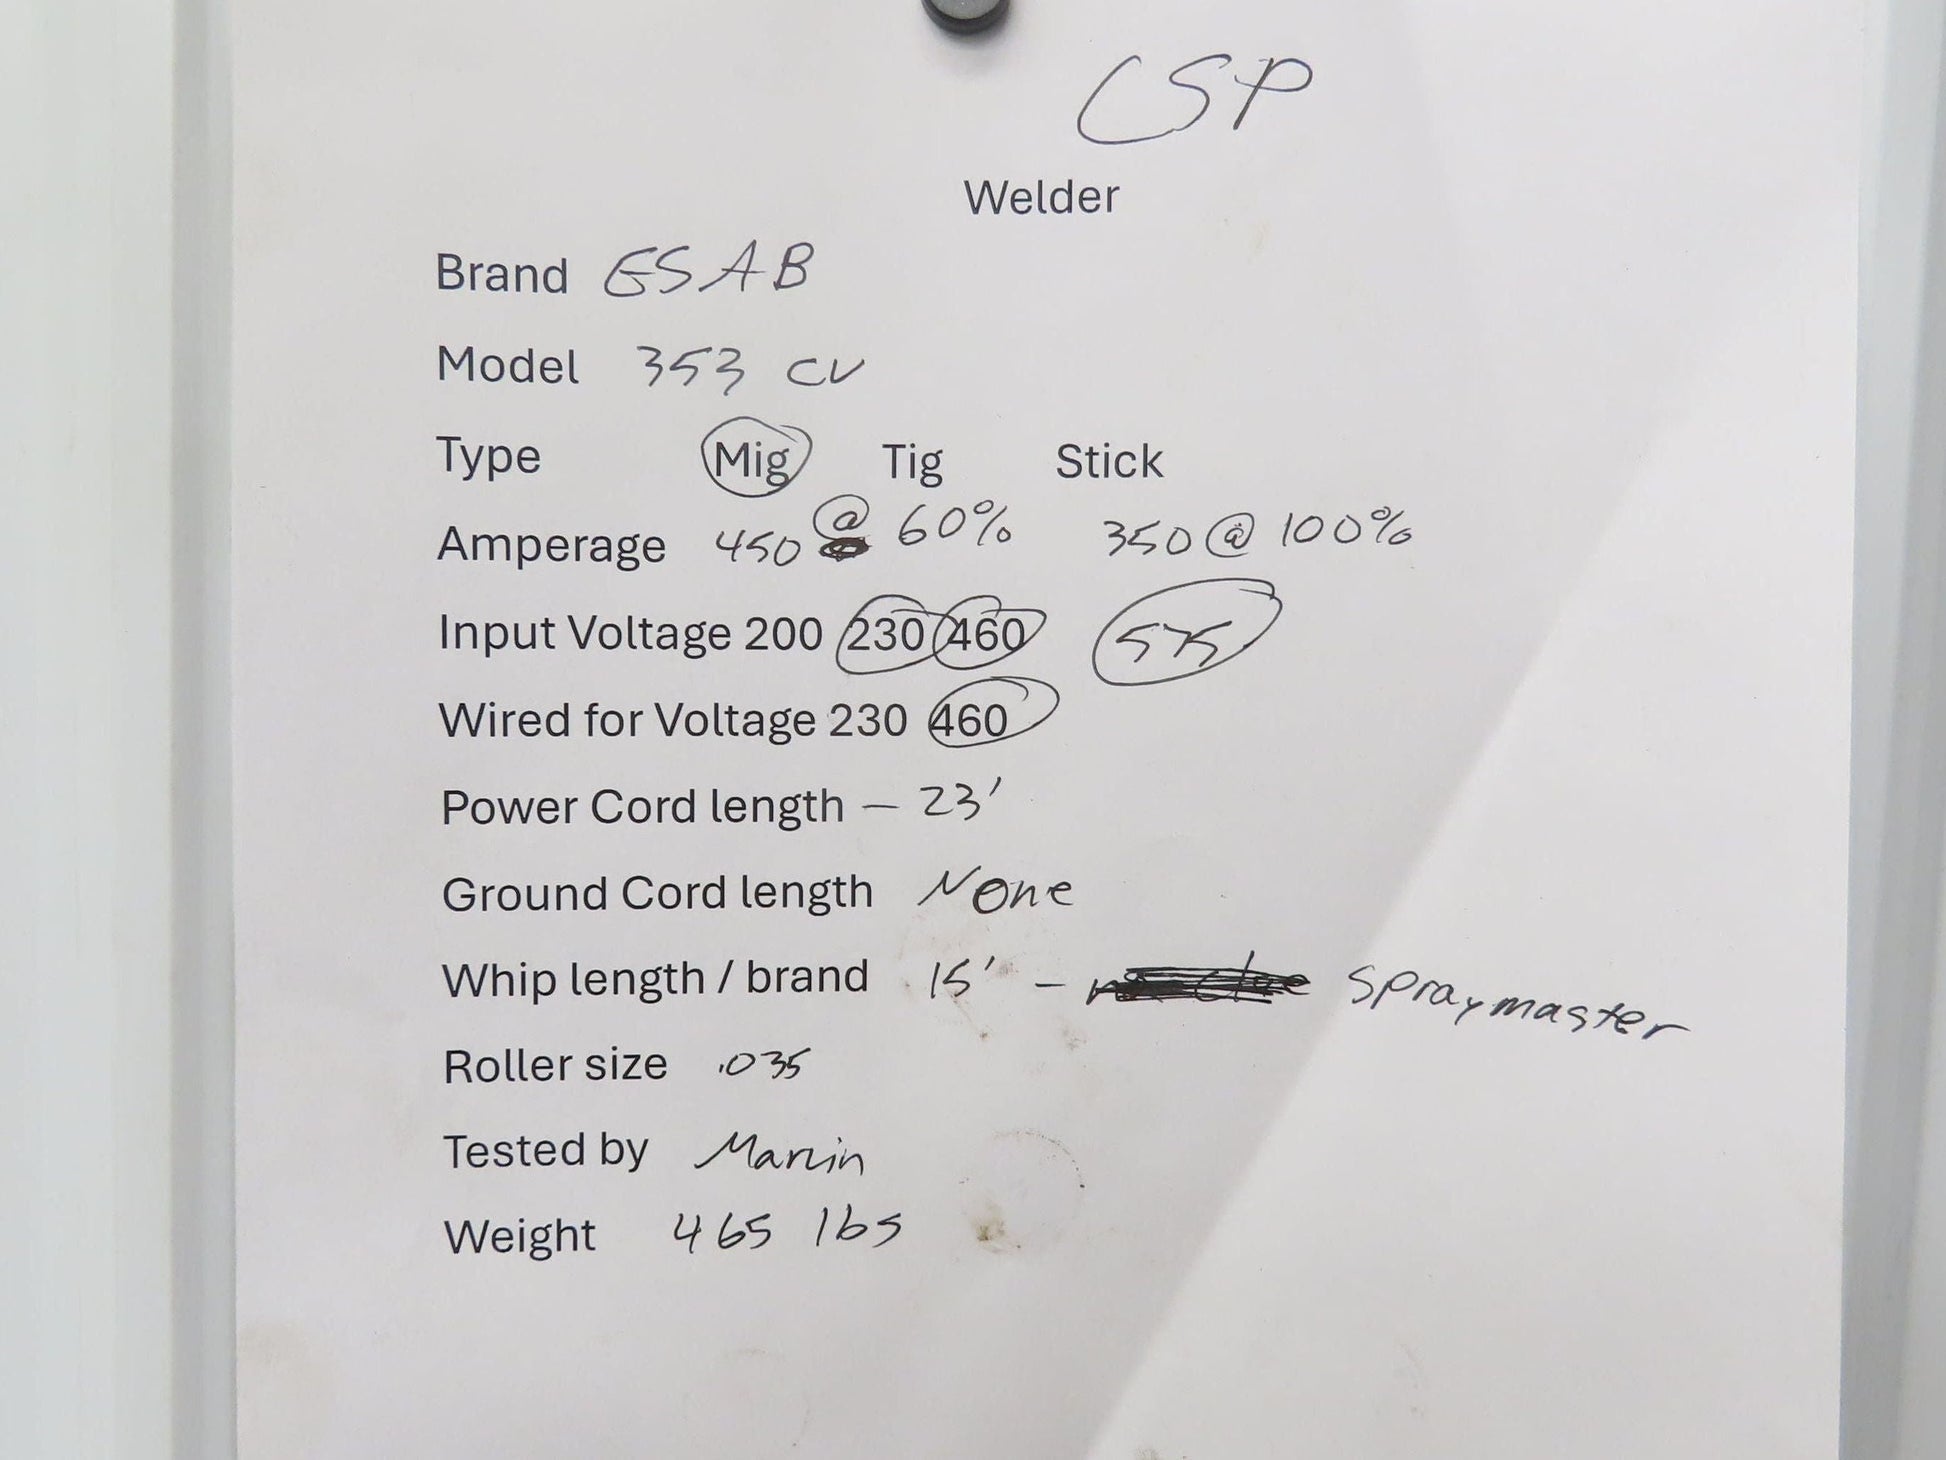 CSP
Welder
Brand ESAB
Model 353 CV
Type Mig Tig Stick
Amperage 450 @ 60% 350 @ 100%
Input Voltage 200 230 460 575
Wired for Voltage 230 460
Power Cord length – 23'
Ground Cord length None
Whip length / brand 15' – Spraymaster
Roller size .035
Tested by Marcin
Weight 465 lbs